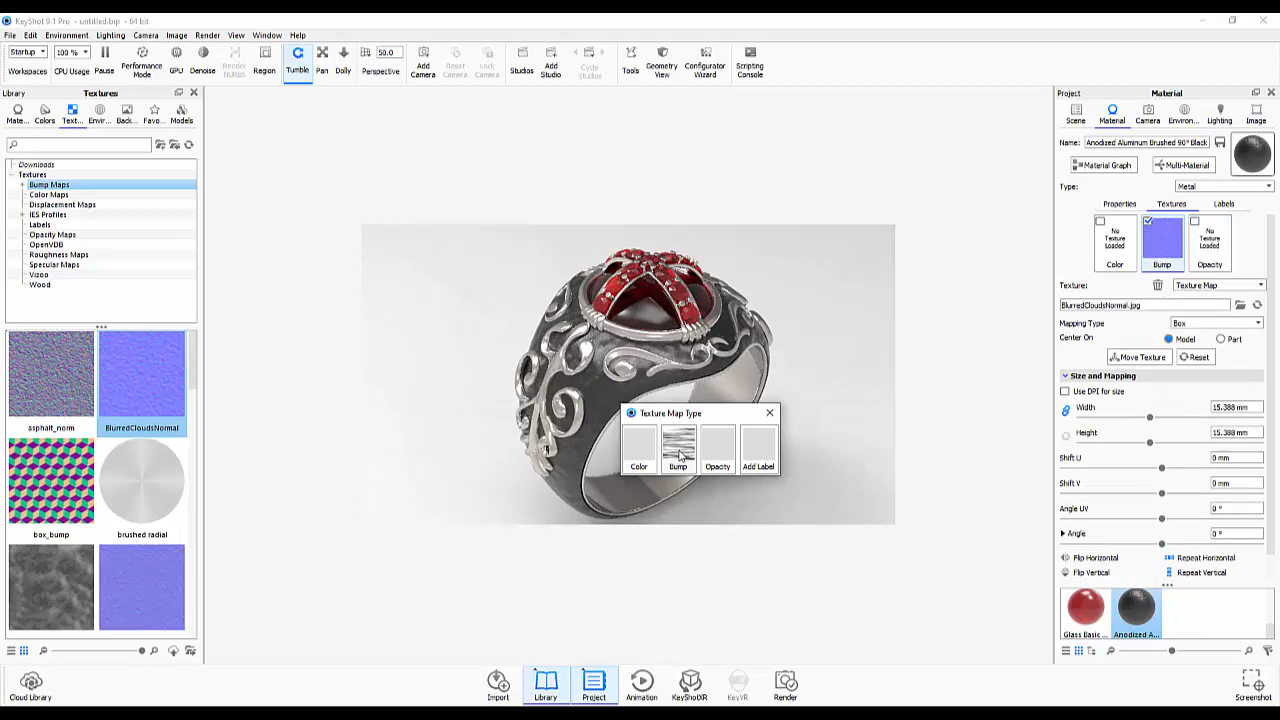 KeyShot 9.1 Pro - untitled.bip - 64 bit
File Edit Environment Lighting Camera Image Render View Window Help
Startup 100 % 50.0
Workspaces CPU Usage Pause Performance Mode GPU Denoise Render NURBS Region Tumble Pan Dolly Perspective Add Camera Reset Camera Lock Camera Studios Add Studio Cycle Studios Tools Geometry View Configurator Wizard Scripting Console
Library Textures
Mate... Colors Text... Envir... Back... Favo... Models
Downloads
Textures
Bump Maps
Color Maps
Displacement Maps
IES Profiles
Labels
Opacity Maps
OpenVDB
Roughness Maps
Specular Maps
Vizoo
Wood
asphalt_norm BlurredCloudsNormal
box_bump brushed radial
Texture Map Type
Color Bump Opacity Add Label
Project Material
Scene Material Camera Environ... Lighting Image
Name: Anodized Aluminum Brushed 90° Black
Material Graph Multi-Material
Type: Metal
Properties Textures Labels
No Texture Loaded No Texture Loaded
Color Bump Opacity
Texture: Texture Map
BlurredCloudsNormal.jpg
Mapping Type Box
Center On Model Part
Move Texture Reset
Size and Mapping
Use DPI for size
Width 15.388 mm
Height 15.388 mm
Shift U 0 mm
Shift V 0 mm
Angle UV 0 °
Angle 0 °
Flip Horizontal Repeat Horizontal
Flip Vertical Repeat Vertical
Glass Basic ... Anodized A...
Cloud Library Import Library Project Animation KeyShotXR KeyVR Render Screenshot